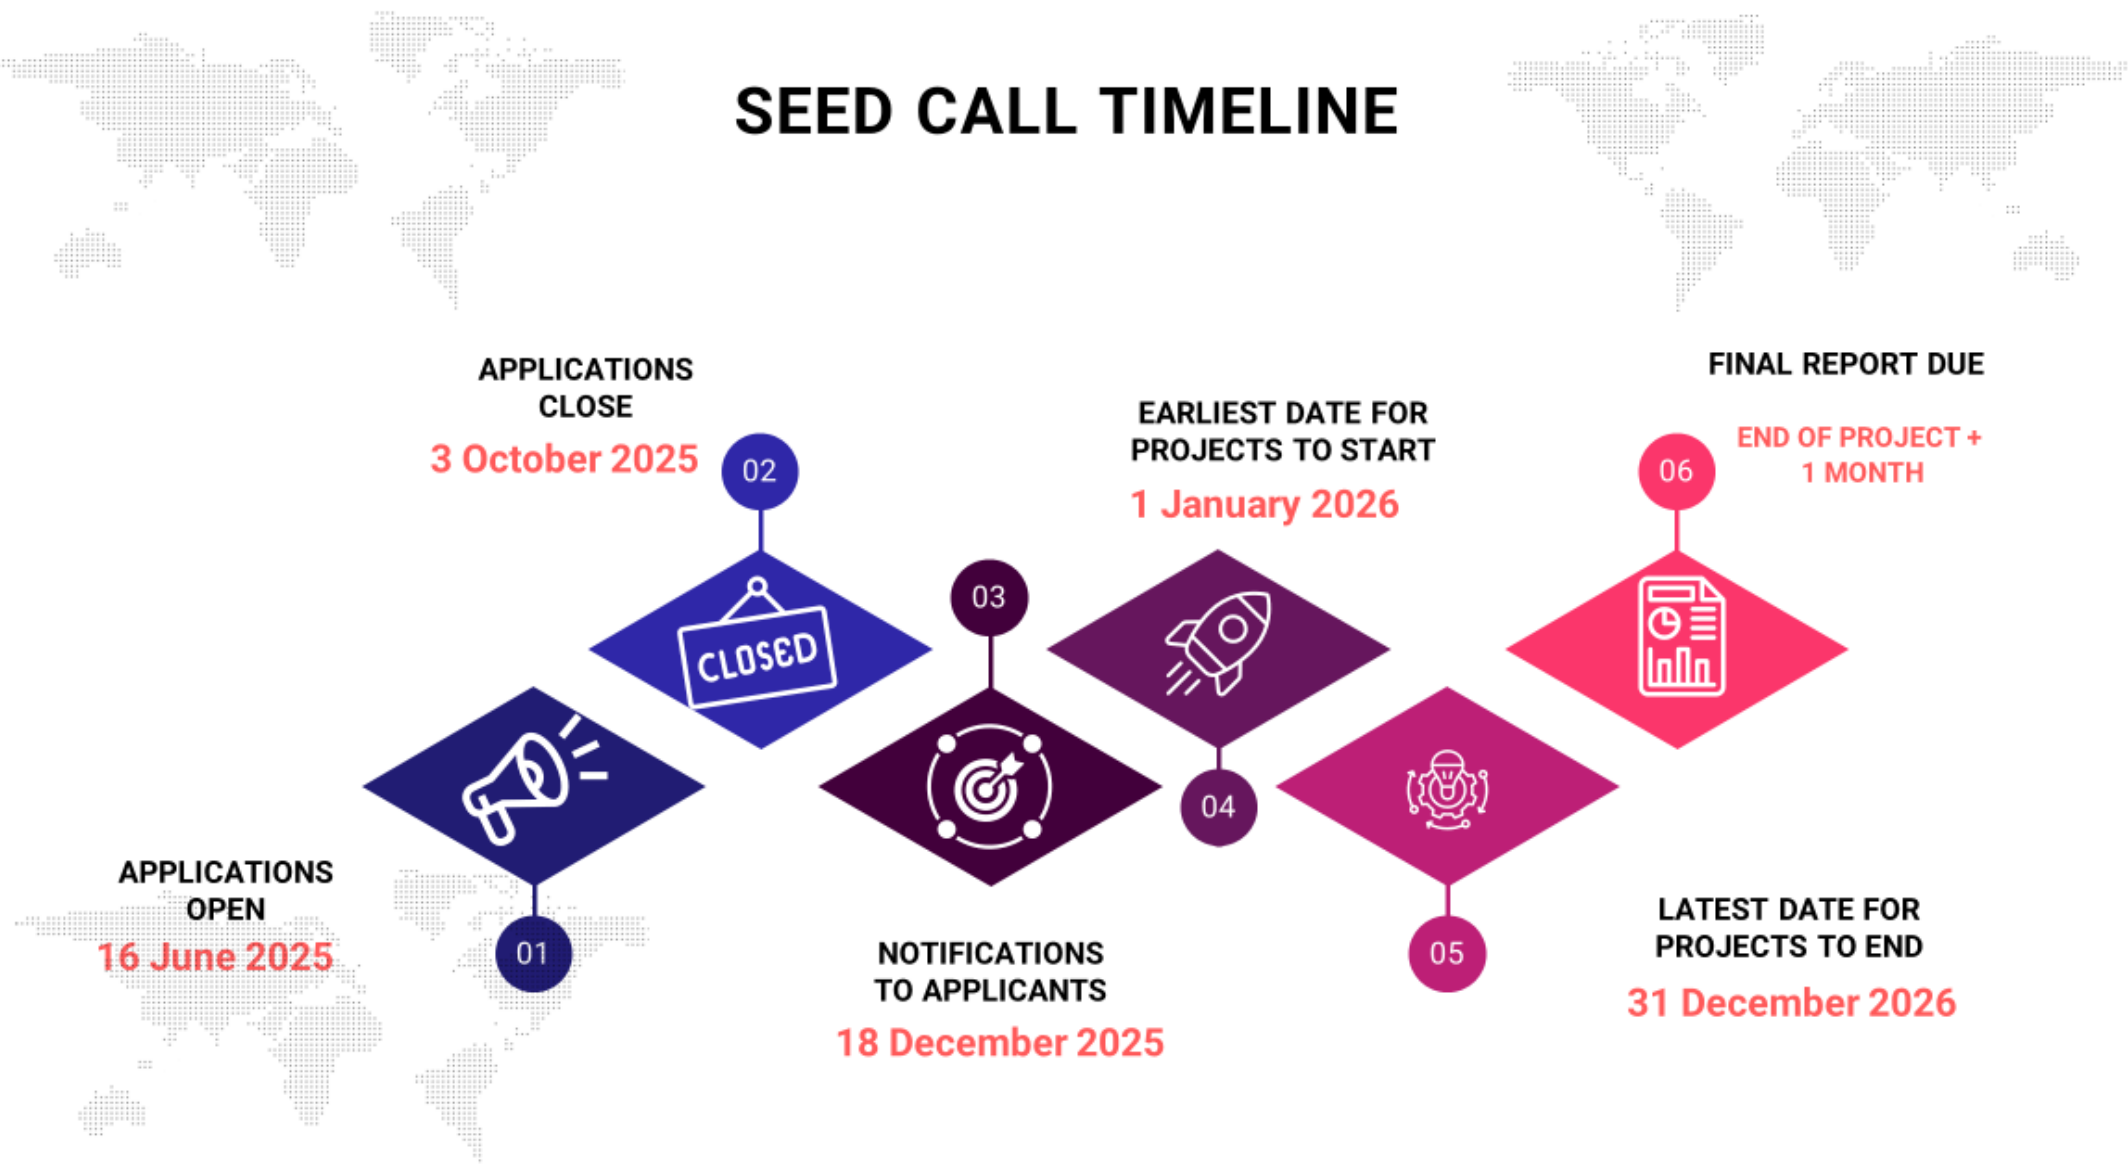 SEED CALL TIMELINE
APPLICATIONS
OPEN
16 June 2025
01
APPLICATIONS
CLOSE
3 October 2025
02
CLOSED
03
NOTIFICATIONS
TO APPLICANTS
18 December 2025
EARLIEST DATE FOR
PROJECTS TO START
1 January 2026
04
05
LATEST DATE FOR
PROJECTS TO END
31 December 2026
FINAL REPORT DUE
06
END OF PROJECT +
1 MONTH